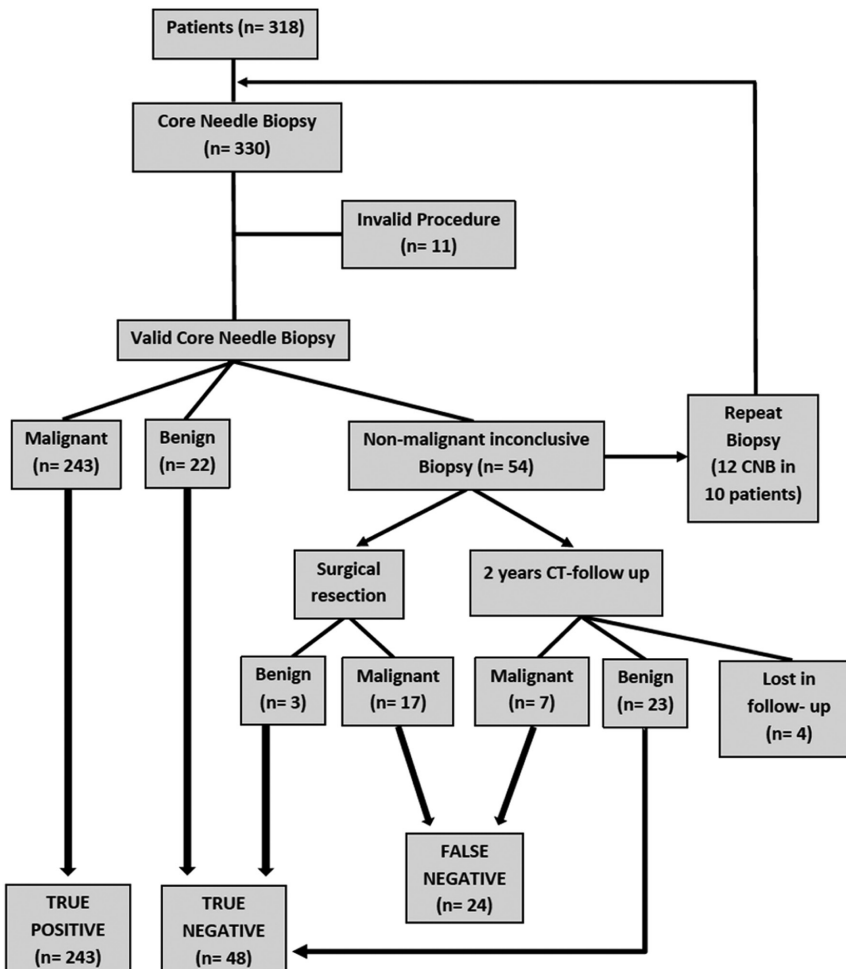 Patients (n= 318)
Core Needle Biopsy
(n= 330)
Invalid Procedure
(n= 11)
Valid Core Needle Biopsy
Malignant
(n= 243)
Benign
(n= 22)
Non-malignant inconclusive
Biopsy (n= 54)
Repeat
Biopsy
(12 CNB in
10 patients)
Surgical
resection
2 years CT-follow up
Benign
(n= 3)
Malignant
(n= 17)
Malignant
(n= 7)
Benign
(n= 23)
Lost in
follow- up
(n= 4)
FALSE
NEGATIVE
(n= 24)
TRUE
POSITIVE
(n= 243)
TRUE
NEGATIVE
(n= 48)